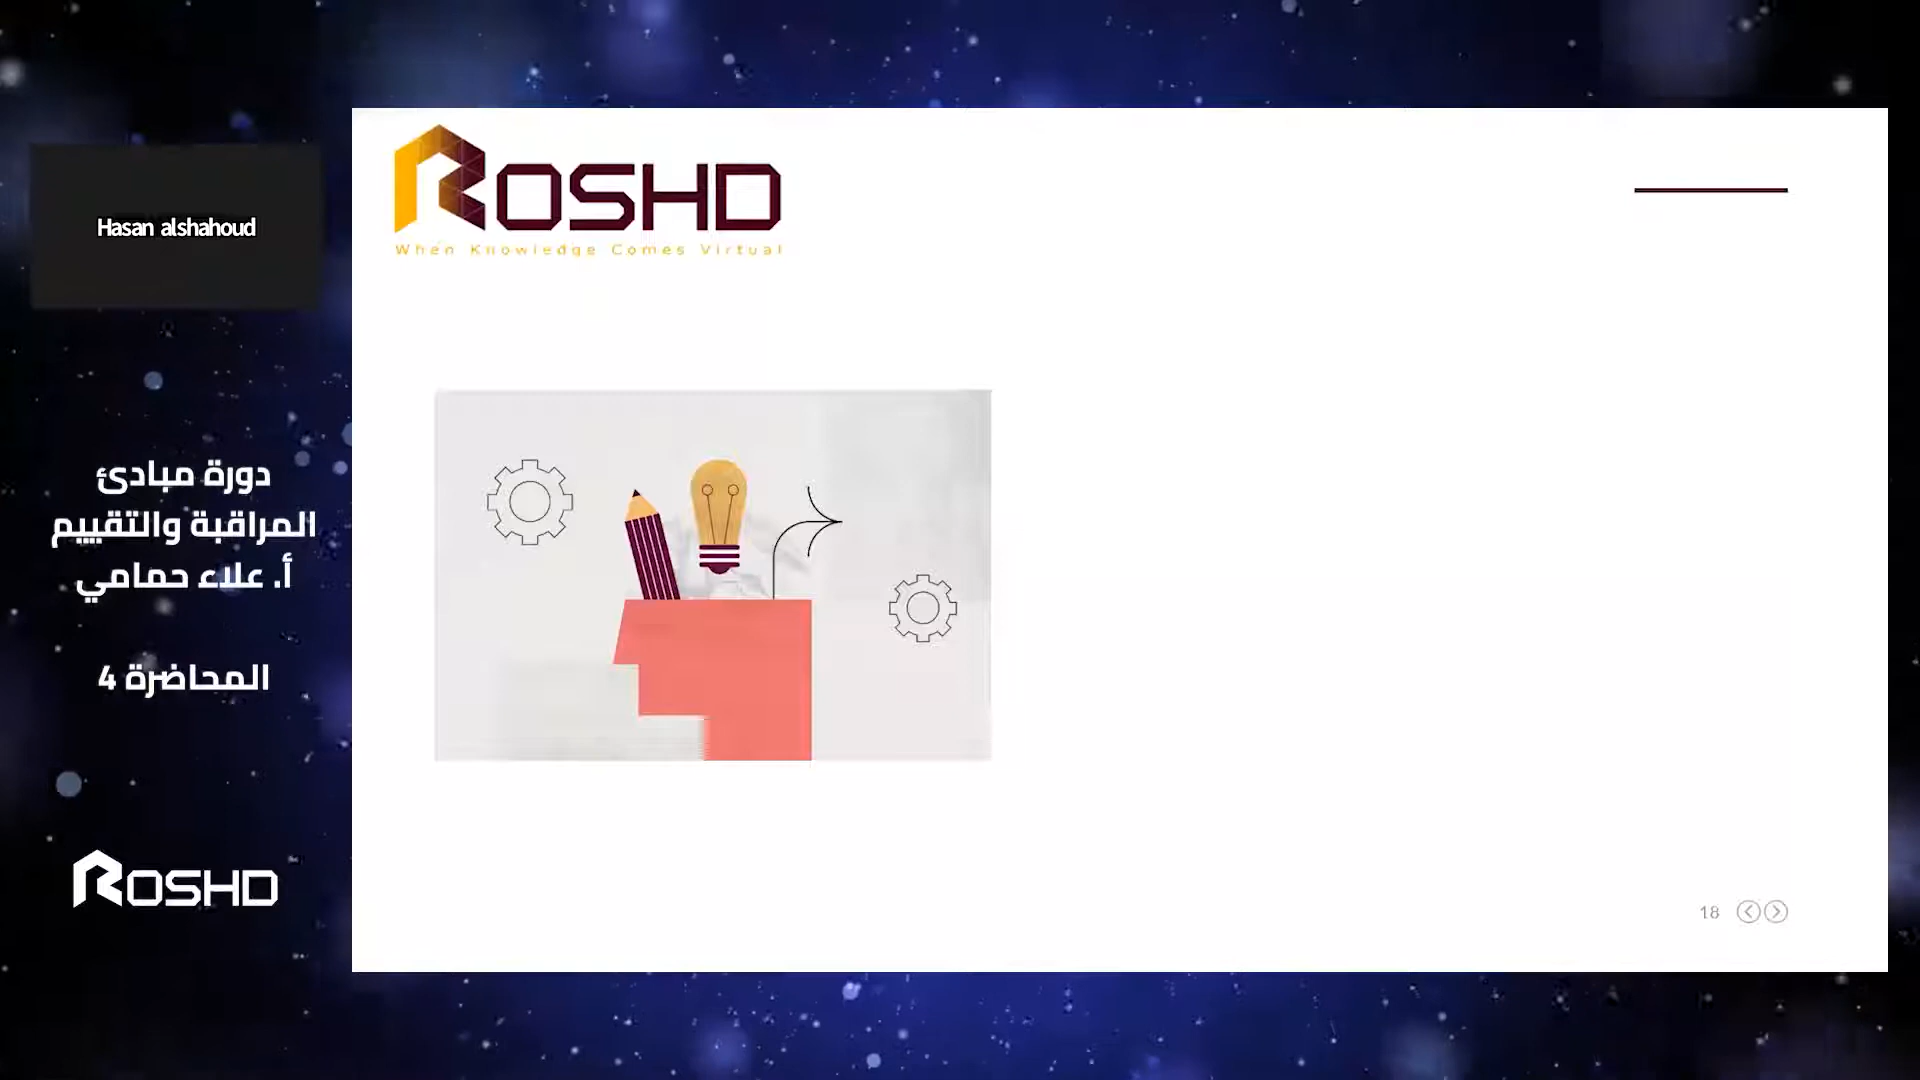 ROSHD
When Knowledge Comes Virtual
Hasan alshahoud
دورة مبادئ
المراقبة والتقييم
أ. علاء حمامي
المحاضرة 4
ROSHD
18